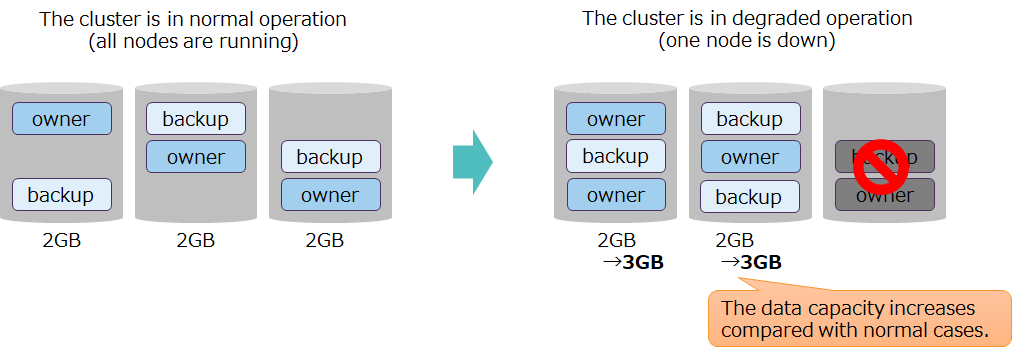 The cluster is in normal operation
(all nodes are running)
owner
backup
backup
owner
backup
owner
2GB
2GB
2GB
The cluster is in degraded operation
(one node is down)
owner
backup
owner
backup
owner
backup
backup
owner
2GB
→3GB
2GB
→3GB
The data capacity increases
compared with normal cases.